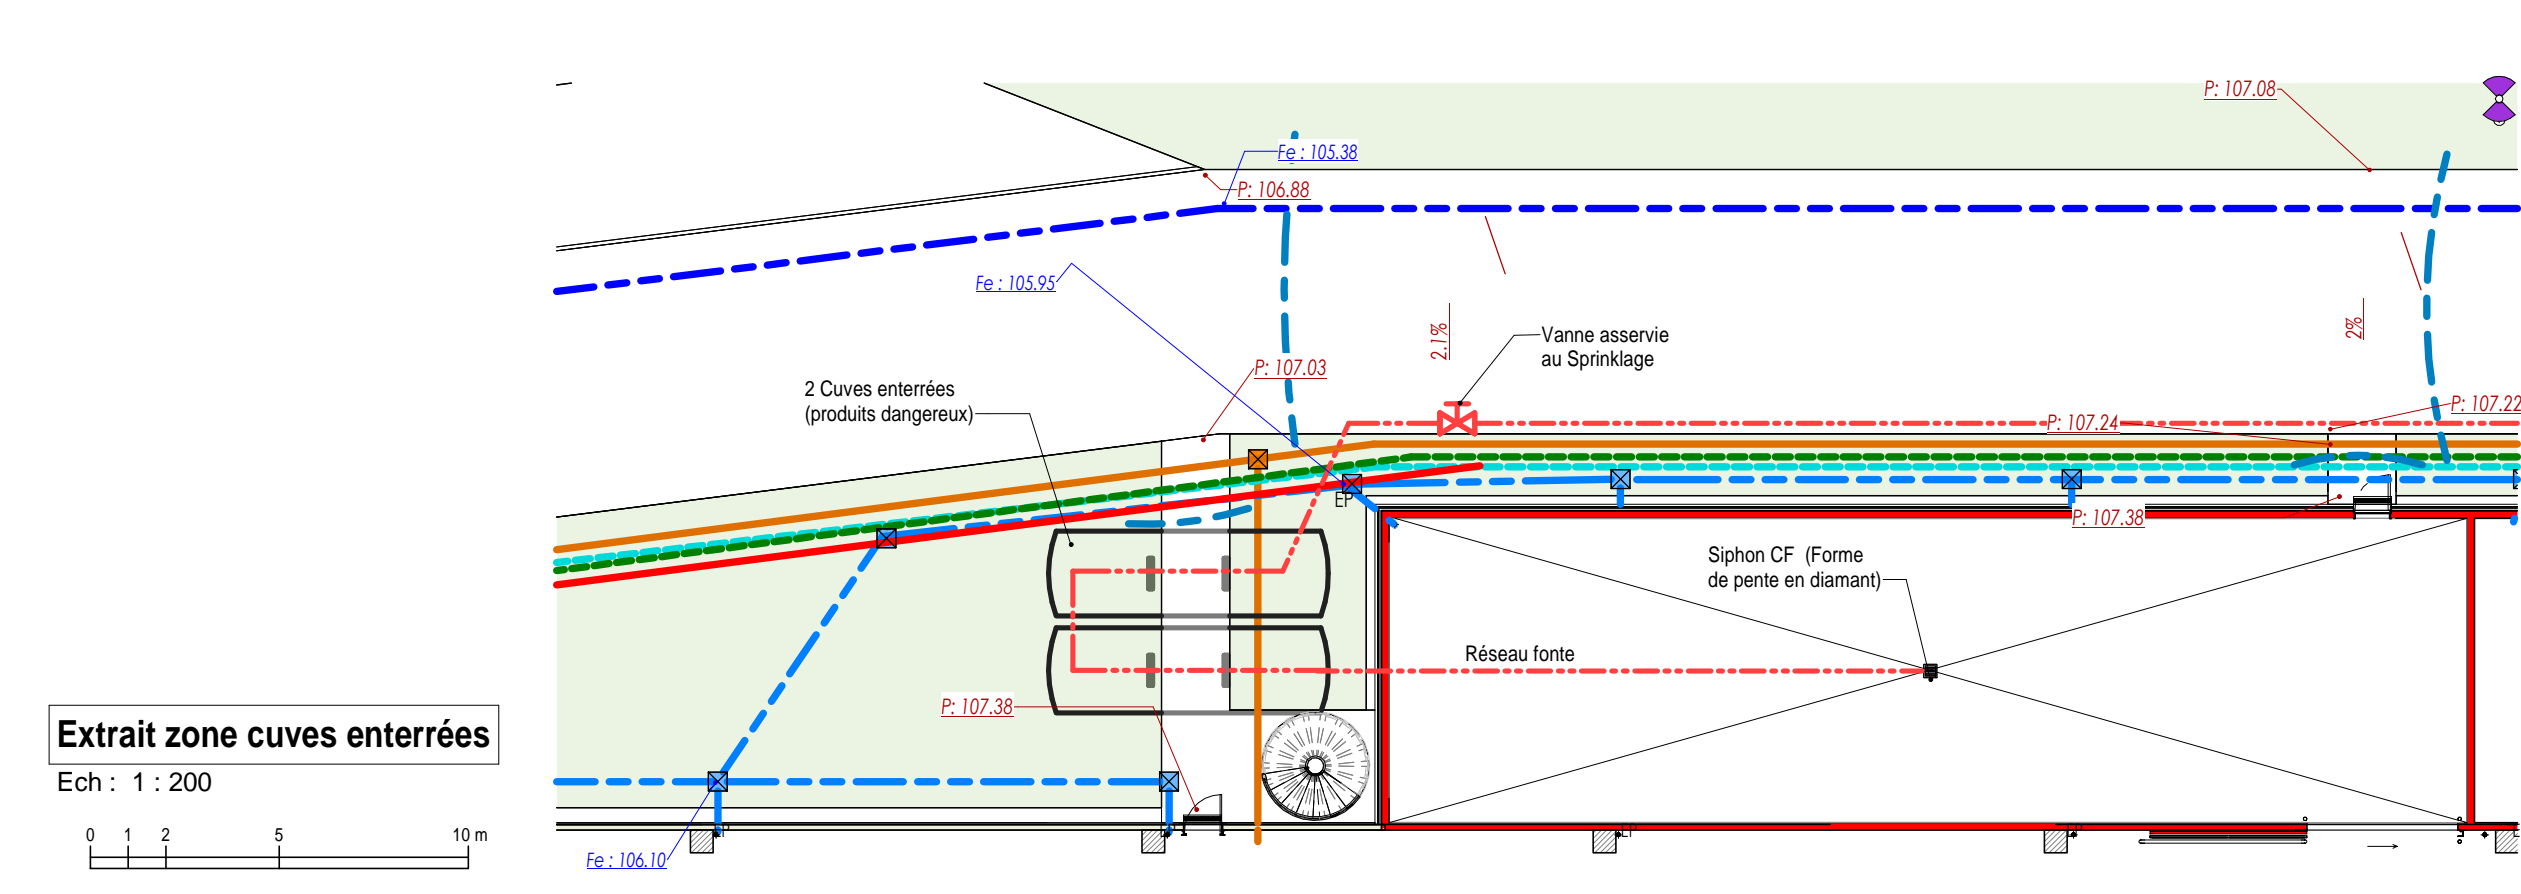 P: 107.08
Fe : 105.38
P: 106.88
Fe : 105.95
2.1%
2%
Vanne asservie
au Sprinklage
P: 107.03
2 Cuves enterrées
(produits dangereux)
P: 107.22
P: 107.24
EP
P: 107.38
Siphon CF (Forme
de pente en diamant)
Réseau fonte
P: 107.38
Extrait zone cuves enterrées
Ech : 1 : 200
0 1 2 5 10 m
Fe : 106.10